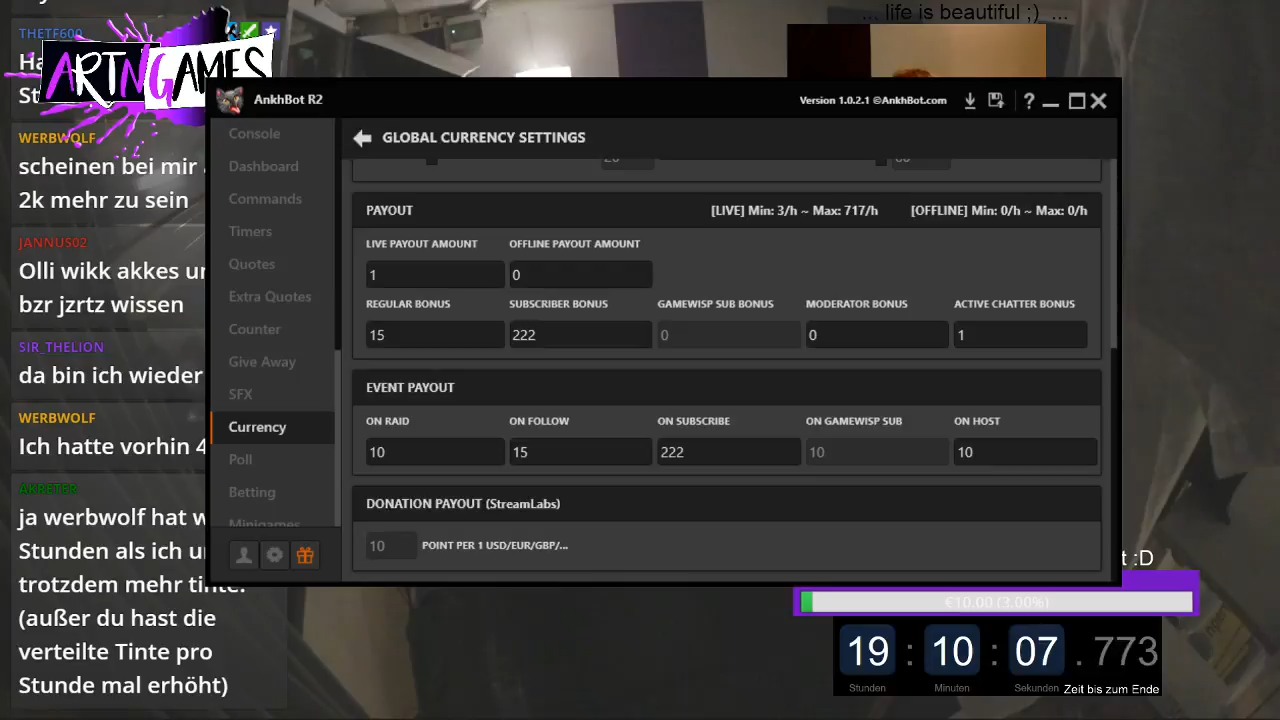 ... life is beautiful ;) ...
THETF600
ARTNGAMES
WERBWOLF
scheinen bei mir
2k mehr zu sein
JANNUS02
Olli wikk akkes un
bzr jzrtz wissen
SIR_THELION
da bin ich wieder
WERBWOLF
Ich hatte vorhin 4
AKRETER
ja werbwolf hat w
Stunden als ich u
trotzdem mehr tinte.
(außer du hast die
verteilte Tinte pro
Stunde mal erhöht)
AnkhBot R2
Version 1.0.2.1 ©AnkhBot.com
?
Console
Dashboard
Commands
Timers
Quotes
Extra Quotes
Counter
Give Away
SFX
Currency
Poll
Betting
Minigames
GLOBAL CURRENCY SETTINGS
PAYOUT [LIVE] Min: 3/h ~ Max: 717/h [OFFLINE] Min: 0/h ~ Max: 0/h
LIVE PAYOUT AMOUNT OFFLINE PAYOUT AMOUNT
1 0
REGULAR BONUS SUBSCRIBER BONUS GAMEWISP SUB BONUS MODERATOR BONUS ACTIVE CHATTER BONUS
15 222 0 0 1
EVENT PAYOUT
ON RAID ON FOLLOW ON SUBSCRIBE ON GAMEWISP SUB ON HOST
10 15 222 10 10
DONATION PAYOUT (StreamLabs)
10 POINT PER 1 USD/EUR/GBP/...
t :D
€10.00 (3.00%)
19 : 10 : 07 . 773
Stunden Minuten Sekunden Zeit bis zum Ende